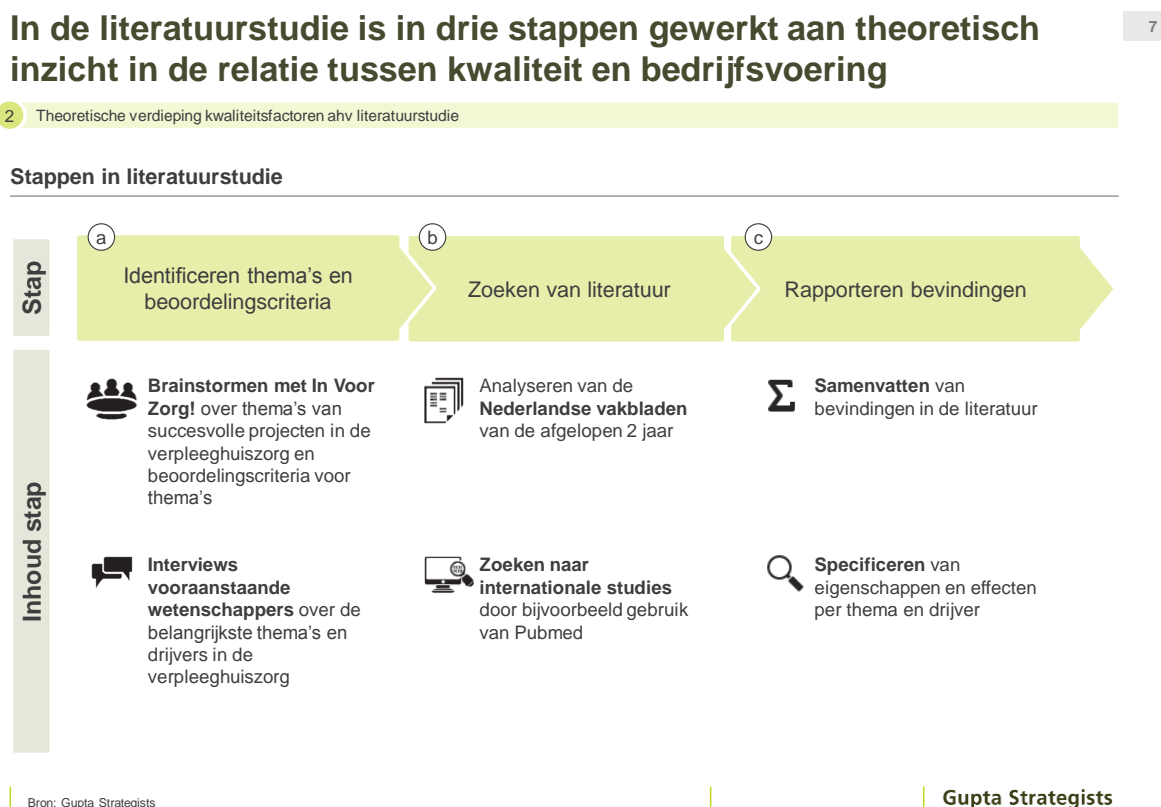 In de literatuurstudie is in drie stappen gewerkt aan theoretisch
inzicht in de relatie tussen kwaliteit en bedrijfsvoering
7
2
Theoretische verdieping kwaliteitsfactoren ahv literatuurstudie
Stappen in literatuurstudie
Stap
a
Identificeren thema's en
beoordelingscriteria
b
Zoeken van literatuur
c
Rapporteren bevindingen
Inhoud stap
Brainstormen met In Voor
Zorg! over thema's van
succesvolle projecten in de
verpleeghuiszorg en
beoordelingscriteria voor
thema's
Interviews
vooraanstaande
wetenschappers over de
belangrijkste thema's en
drijvers in de
verpleeghuiszorg
Analyseren van de
Nederlandse vakbladen
van de afgelopen 2 jaar
Zoeken naar
internationale studies
door bijvoorbeeld gebruik
van Pubmed
Σ
Samenvatten van
bevindingen in de literatuur
Specificeren van
eigenschappen en effecten
per thema en drijver
Bron: Gupta Strategists
Gupta Strategists